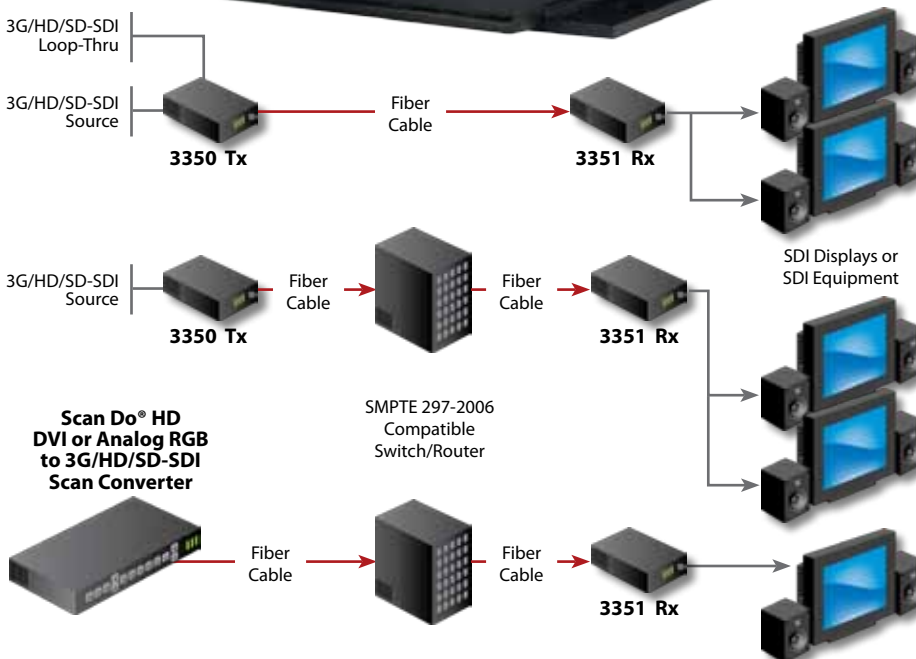 3G/HD/SD-SDI
Loop-Thru
3G/HD/SD-SDI
Source
3350 Tx
Fiber
Cable
3351 Rx
SDI Displays or
SDI Equipment
3G/HD/SD-SDI
Source
3350 Tx
Fiber
Cable
Fiber
Cable
3351 Rx
SMPTE 297-2006
Compatible
Switch/Router
Scan Do® HD
DVI or Analog RGB
to 3G/HD/SD-SDI
Scan Converter
Fiber
Cable
Fiber
Cable
3351 Rx